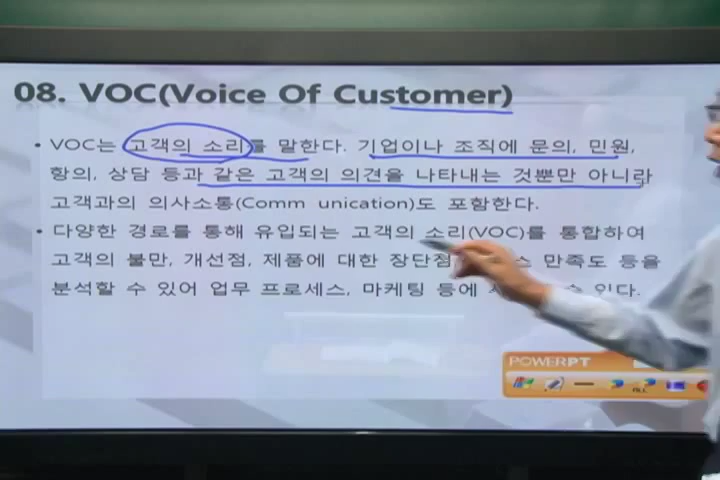 08. VOC(Voice Of Customer)
• VOC는 고객의 소리를 말한다. 기업이나 조직에 문의, 민원,
항의, 상담 등과 같은 고객의 의견을 나타내는 것뿐만 아니라
고객과의 의사소통(Comm unication)도 포함한다.
• 다양한 경로를 통해 유입되는 고객의 소리(VOC)를 통합하여
고객의 불만, 개선점, 제품에 대한 장단점 만족도 등을
분석할 수 있어 업무 프로세스, 마케팅 등에 수 있다.
POWERPT
ALL